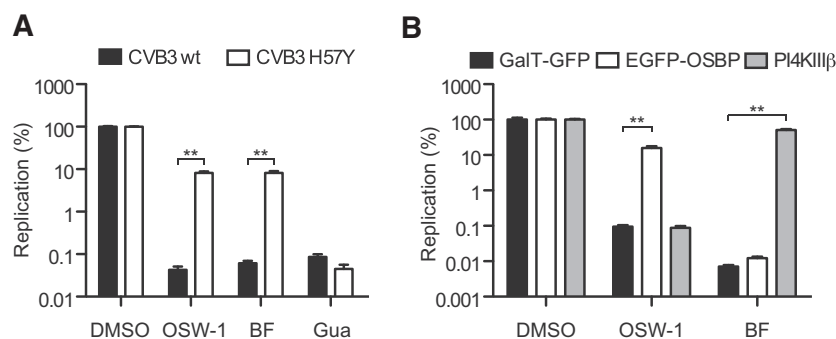 A
CVB3 wt CVB3 H57Y
Replication (%)
1000
100
10
1
0.1
0.01
** **
DMSO OSW-1 BF Gua
B
GalT-GFP EGFP-OSBP PI4KIIIβ
Replication (%)
1000
100
10
1
0.1
0.01
0.001
** **
DMSO OSW-1 BF